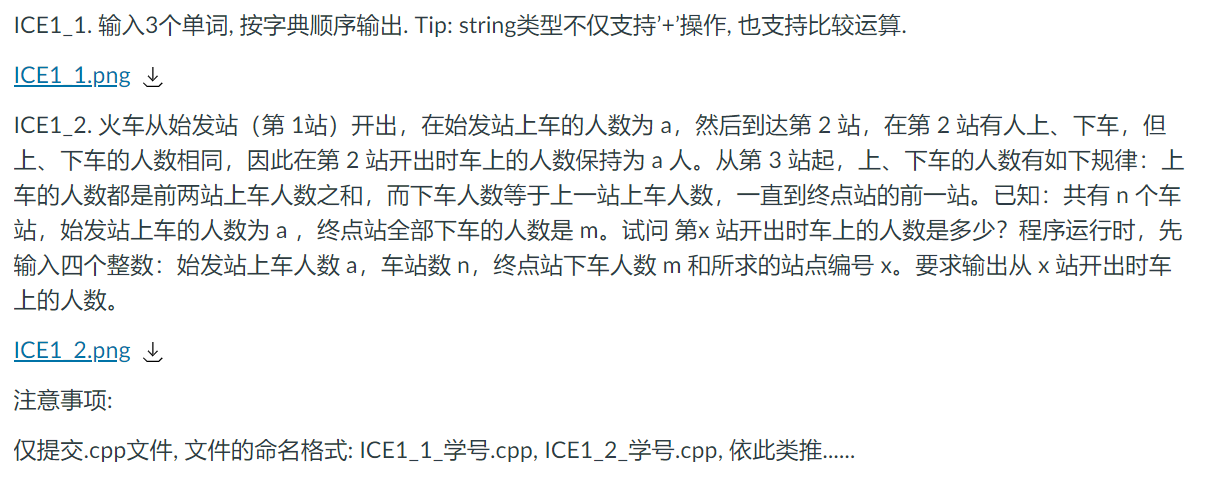 ICE1_1. 输入3个单词, 按字典顺序输出. Tip: string类型不仅支持’+’操作, 也支持比较运算.
ICE1_1.png
ICE1_2. 火车从始发站（第 1站）开出，在始发站上车的人数为 a，然后到达第 2 站，在第 2 站有人上、下车，但
上、下车的人数相同，因此在第 2 站开出时车上的人数保持为 a 人。从第 3 站起，上、下车的人数有如下规律：上
车的人数都是前两站上车人数之和，而下车人数等于上一站上车人数，一直到终点站的前一站。已知：共有 n 个车
站，始发站上车的人数为 a ，终点站全部下车的人数是 m。试问 第x 站开出时车上的人数是多少？程序运行时，先
输入四个整数：始发站上车人数 a，车站数 n，终点站下车人数 m 和所求的站点编号 x。要求输出从 x 站开出时车
上的人数。
ICE1_2.png
注意事项:
仅提交.cpp文件, 文件的命名格式: ICE1_1_学号.cpp, ICE1_2_学号.cpp, 依此类推......